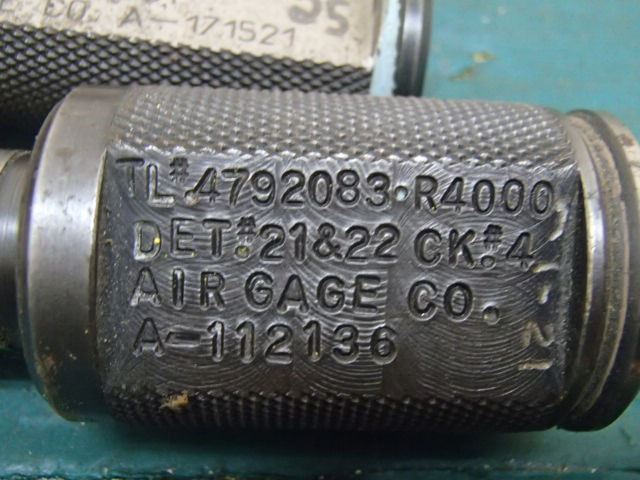 CO. A-171521
TL#.4792083·R4000
DET.#.21&22 CK.#.4
AIR GAGE CO.
A-112136